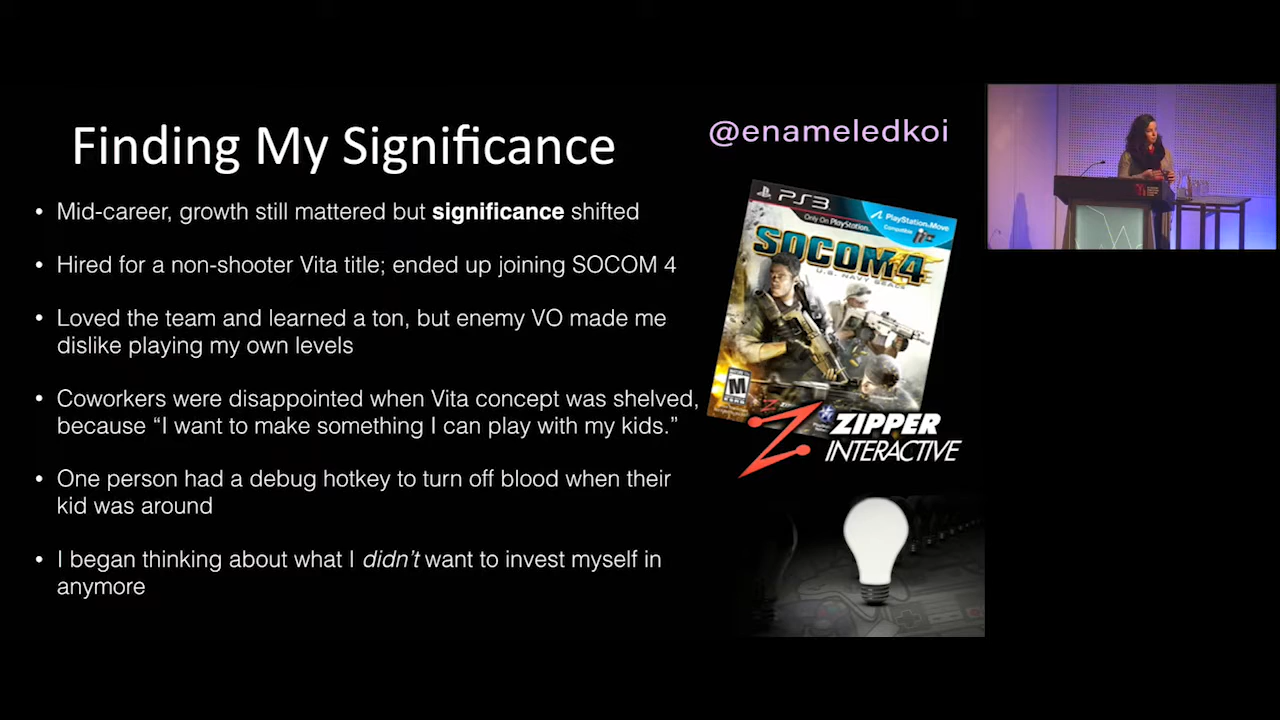 Finding My Significance
@enameledkoi
• Mid-career, growth still mattered but significance shifted
• Hired for a non-shooter Vita title; ended up joining SOCOM 4
• Loved the team and learned a ton, but enemy VO made me
dislike playing my own levels
• Coworkers were disappointed when Vita concept was shelved,
because “I want to make something I can play with my kids.”
• One person had a debug hotkey to turn off blood when their
kid was around
• I began thinking about what I didn’t want to invest myself in
anymore
PS3
Only On PlayStation.
PlayStation.Move
Compatible
SOCOM 4
U.S. NAVY SEALS
M
ZIPPER
INTERACTIVE